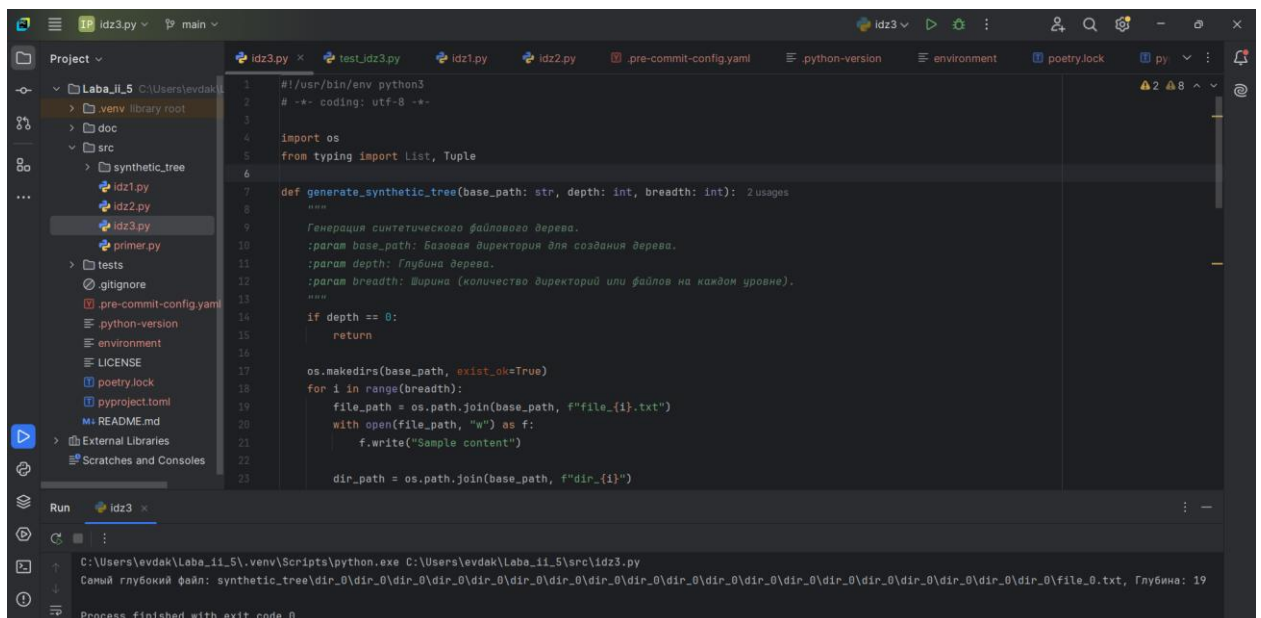 IP idz3.py main idz3
Project
idz3.py × test_idz3.py idz1.py idz2.py .pre-commit-config.yaml .python-version environment poetry.lock py
Laba_ii_5 C:\Users\evdak\L
.venv library root
doc
src
synthetic_tree
idz1.py
idz2.py
idz3.py
primer.py
tests
.gitignore
.pre-commit-config.yaml
.python-version
environment
LICENSE
poetry.lock
pyproject.toml
M↓ README.md
External Libraries
Scratches and Consoles
2 8
1 #!/usr/bin/env python3
2 # -*- coding: utf-8 -*-
3
4 import os
5 from typing import List, Tuple
6
7 def generate_synthetic_tree(base_path: str, depth: int, breadth: int): 2 usages
8 """
9 Генерация синтетического файлового дерева.
10 :param base_path: Базовая директория для создания дерева.
11 :param depth: Глубина дерева.
12 :param breadth: Ширина (количество директорий или файлов на каждом уровне).
13 """
14 if depth == 0:
15 return
16
17 os.makedirs(base_path, exist_ok=True)
18 for i in range(breadth):
19 file_path = os.path.join(base_path, f"file_{i}.txt")
20 with open(file_path, "w") as f:
21 f.write("Sample content")
22
23 dir_path = os.path.join(base_path, f"dir_{i}")
Run idz3 ×
C:\Users\evdak\Laba_ii_5\.venv\Scripts\python.exe C:\Users\evdak\Laba_ii_5\src\idz3.py
Самый глубокий файл: synthetic_tree\dir_0\dir_0\dir_0\dir_0\dir_0\dir_0\dir_0\dir_0\dir_0\dir_0\dir_0\dir_0\dir_0\dir_0\dir_0\dir_0\dir_0\dir_0\file_0.txt, Глубина: 19
Process finished with exit code 0